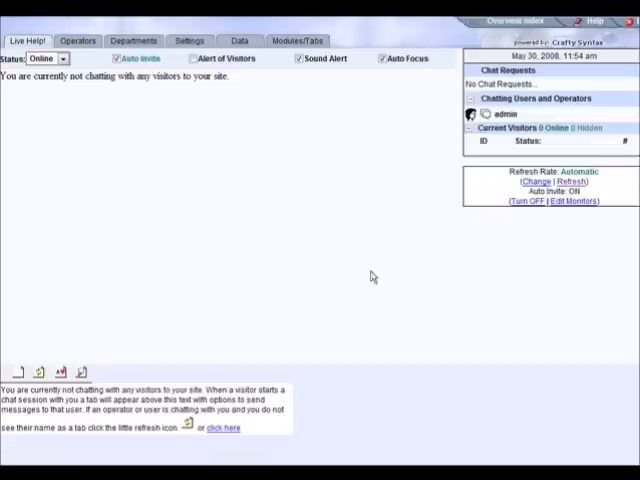 Overview index Help
Live Help! Operators Departments Settings Data Modules/Tabs
powered by: Crafty Syntax
Status: Online Auto Invite Alert of Visitors Sound Alert Auto Focus
May 30, 2008, 11:54 am
You are currently not chatting with any visitors to your site.
Chat Requests
No Chat Requests...
Chatting Users and Operators
admin
Current Visitors 0 Online 0 Hidden
ID Status: #
Refresh Rate: Automatic
(Change | Refresh)
Auto Invite: ON
(Turn OFF | Edit Monitors)
You are currently not chatting with any visitors to your site. When a visitor starts a
chat session with you a tab will appear above this text with options to send
messages to that user. If an operator or user is chatting with you and you do not
see their name as a tab click the little refresh icon or click here